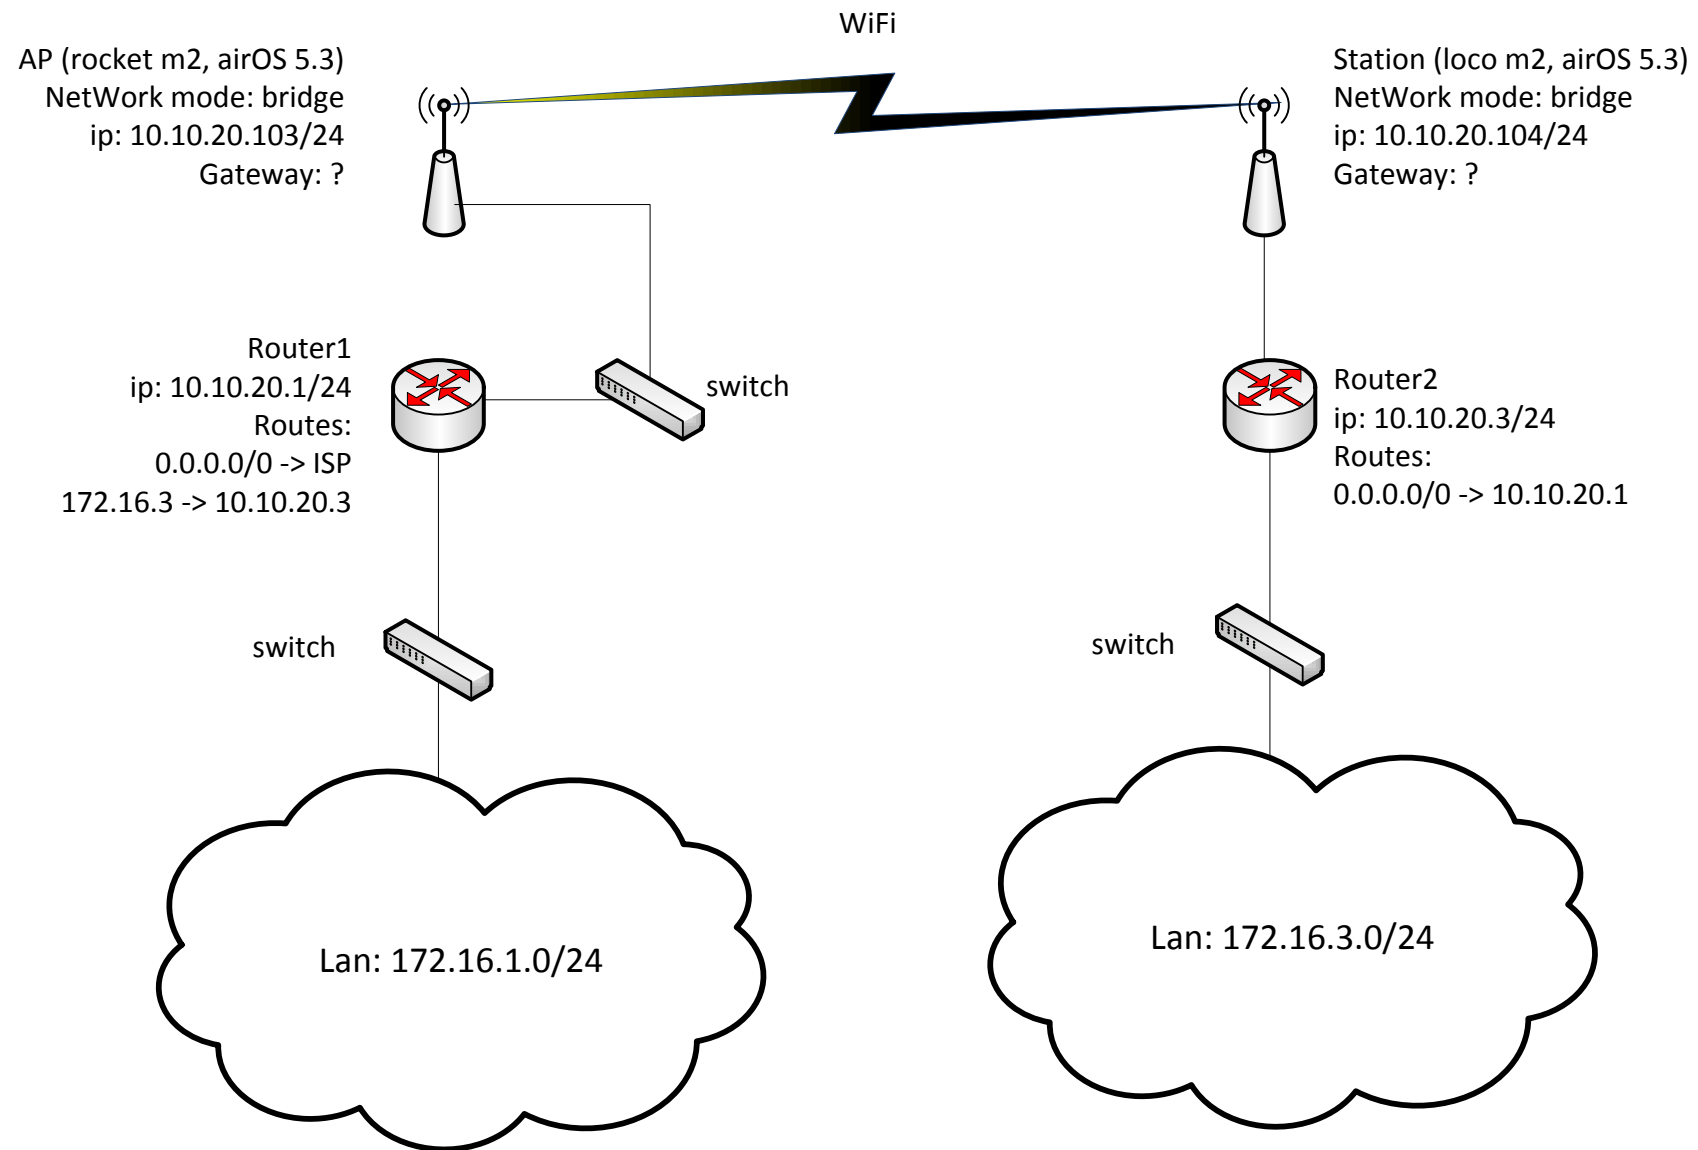 WiFi
AP (rocket m2, airOS 5.3)
NetWork mode: bridge
ip: 10.10.20.103/24
Gateway: ?
Station (loco m2, airOS 5.3)
NetWork mode: bridge
ip: 10.10.20.104/24
Gateway: ?
Router1
ip: 10.10.20.1/24
Routes:
0.0.0.0/0 -> ISP
172.16.3 -> 10.10.20.3
switch
Router2
ip: 10.10.20.3/24
Routes:
0.0.0.0/0 -> 10.10.20.1
switch
switch
Lan: 172.16.1.0/24
Lan: 172.16.3.0/24